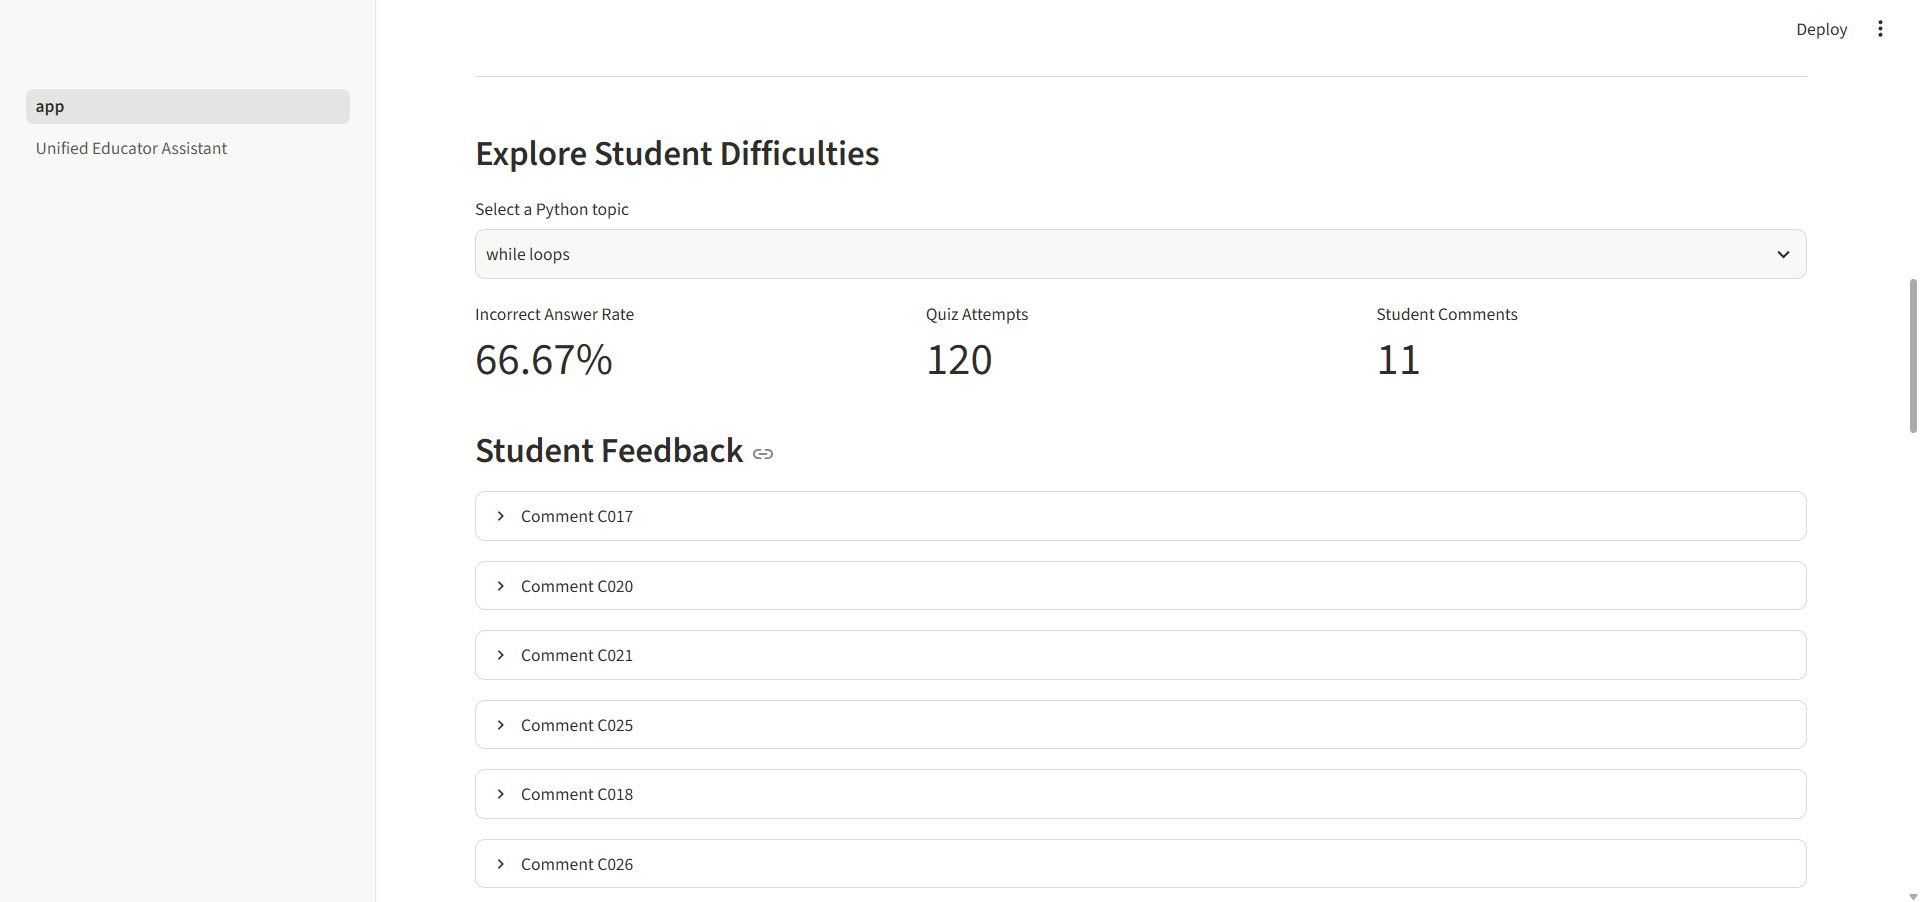 Deploy
app
Unified Educator Assistant
Explore Student Difficulties
Select a Python topic
while loops
Incorrect Answer Rate
66.67%
Quiz Attempts
120
Student Comments
11
Student Feedback
Comment C017
Comment C020
Comment C021
Comment C025
Comment C018
Comment C026